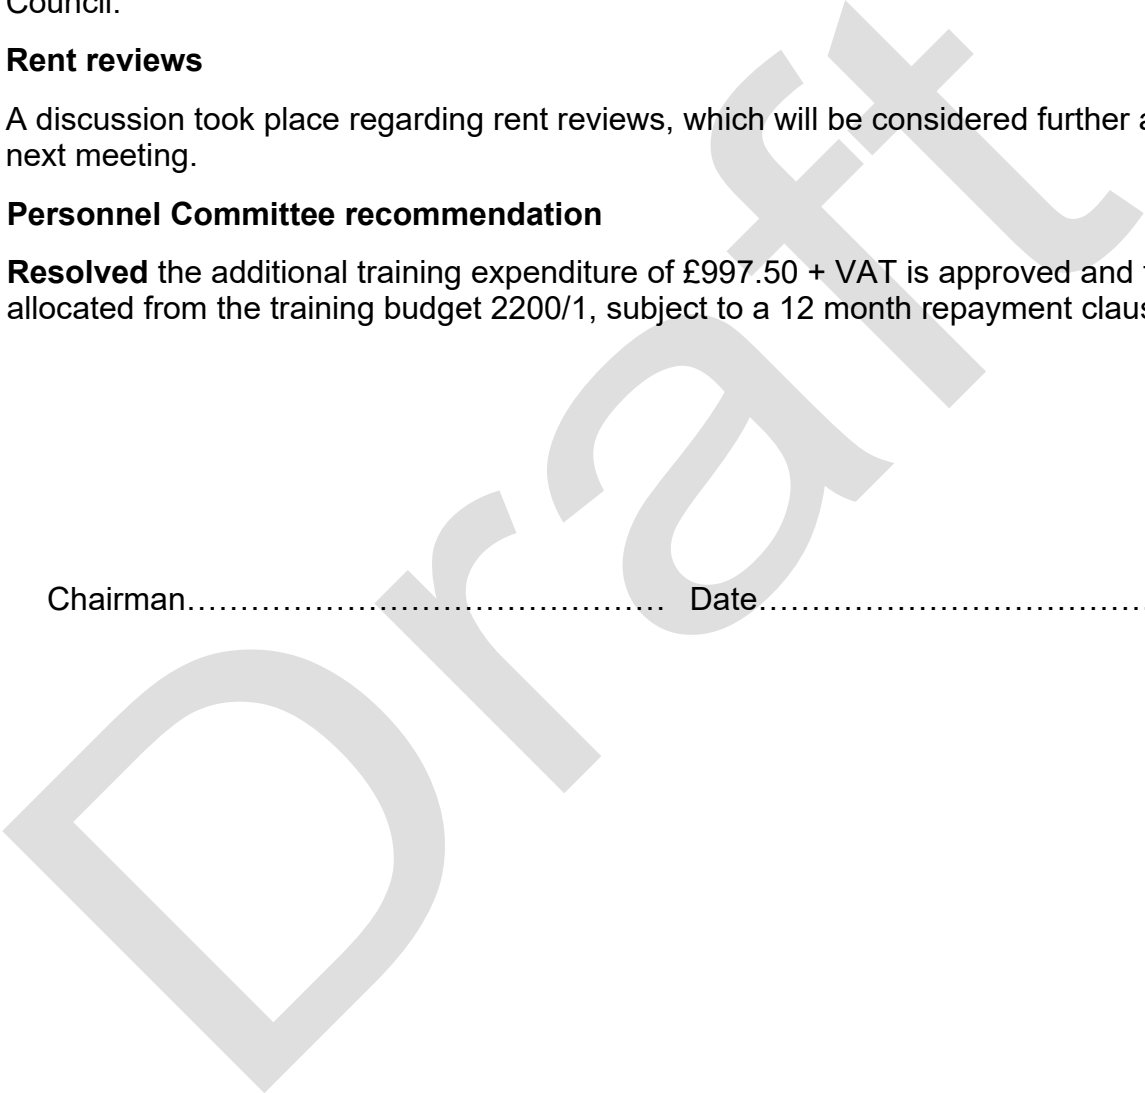 Council.
Rent reviews
A discussion took place regarding rent reviews, which will be considered further
next meeting.
Personnel Committee recommendation
Resolved the additional training expenditure of £997.50 + VAT is approved and
allocated from the training budget 2200/1, subject to a 12 month repayment
Chairman………………………………………. Date.……………………………….
Draft